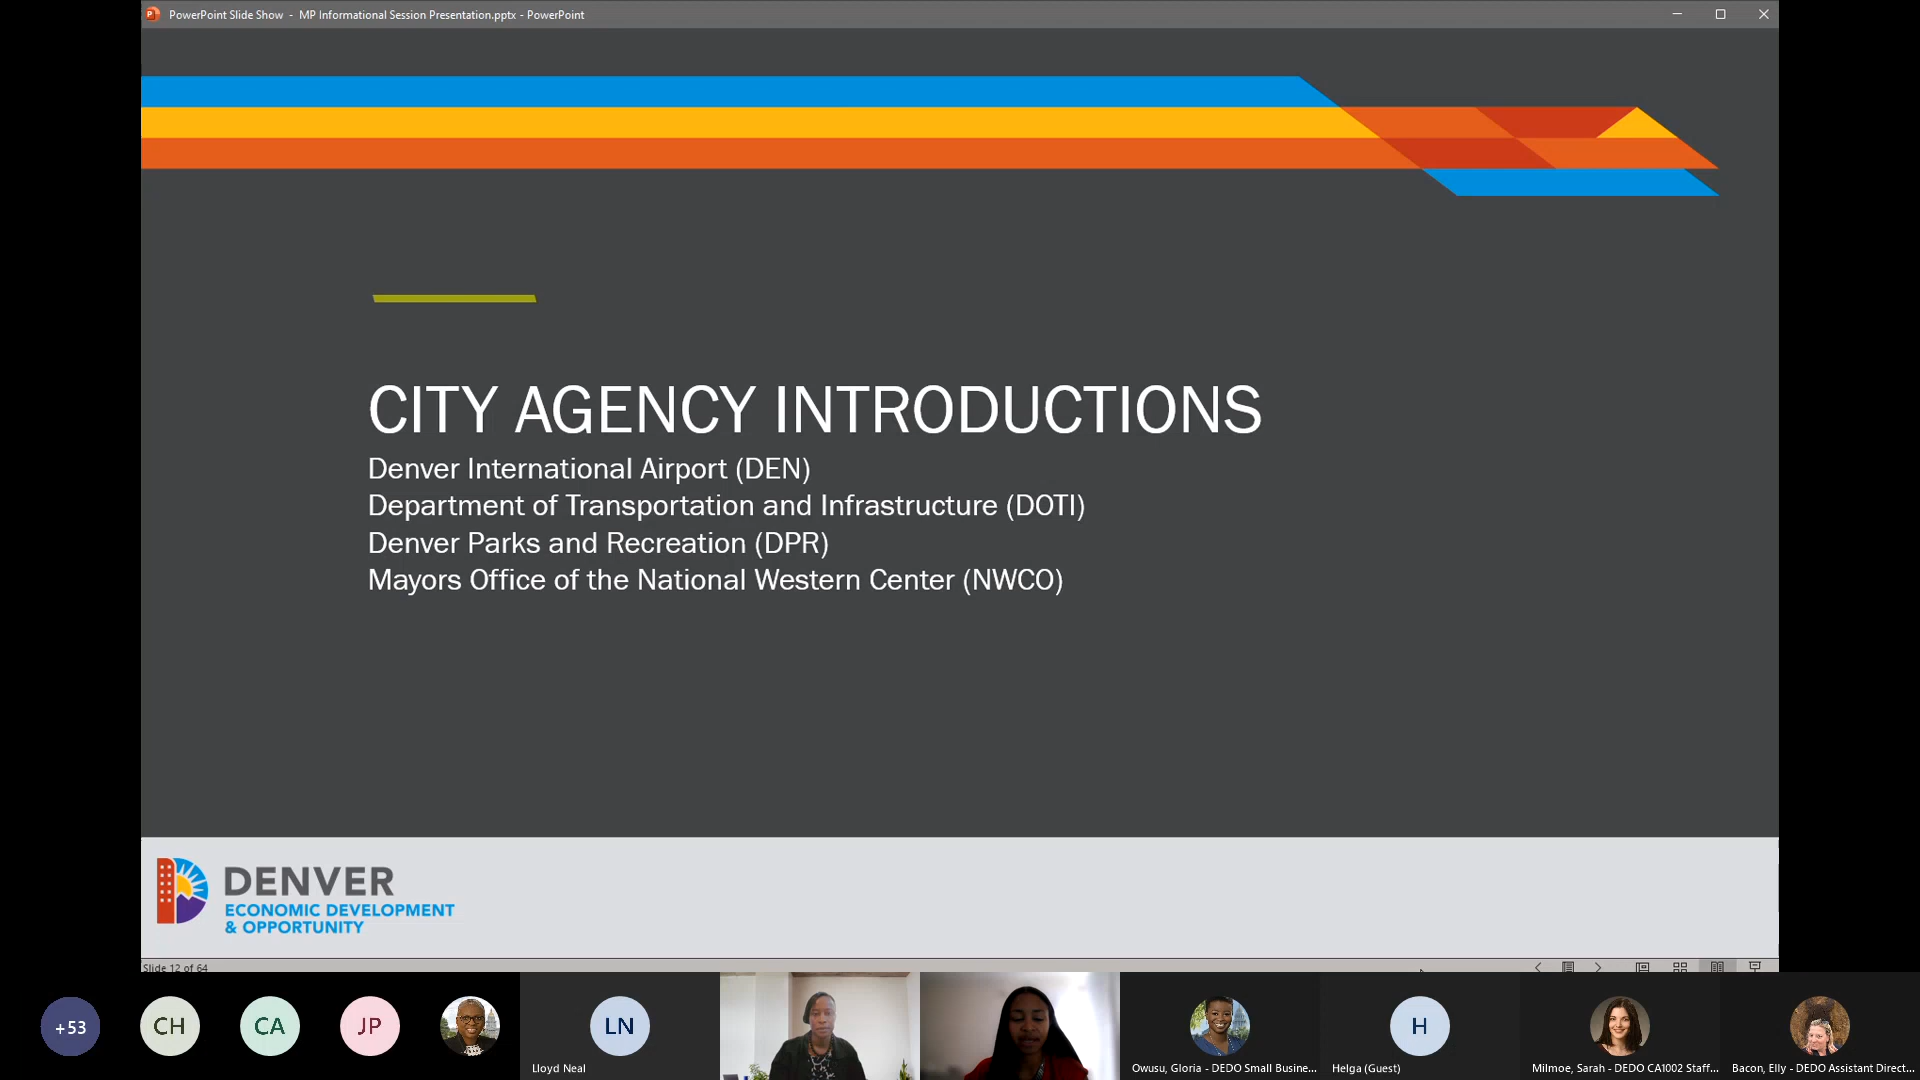 PowerPoint Slide Show - MP Informational Session Presentation.pptx - PowerPoint
CITY AGENCY INTRODUCTIONS
Denver International Airport (DEN)
Department of Transportation and Infrastructure (DOTI)
Denver Parks and Recreation (DPR)
Mayors Office of the National Western Center (NWCO)
DENVER
ECONOMIC DEVELOPMENT
& OPPORTUNITY
Slide 12 of 64
+53
CH
CA
JP
LN
H
Lloyd Neal
Owusu, Gloria - DEDO Small Busine...
Helga (Guest)
Milmoe, Sarah - DEDO CA1002 Staff...
Bacon, Elly - DEDO Assistant Direct...